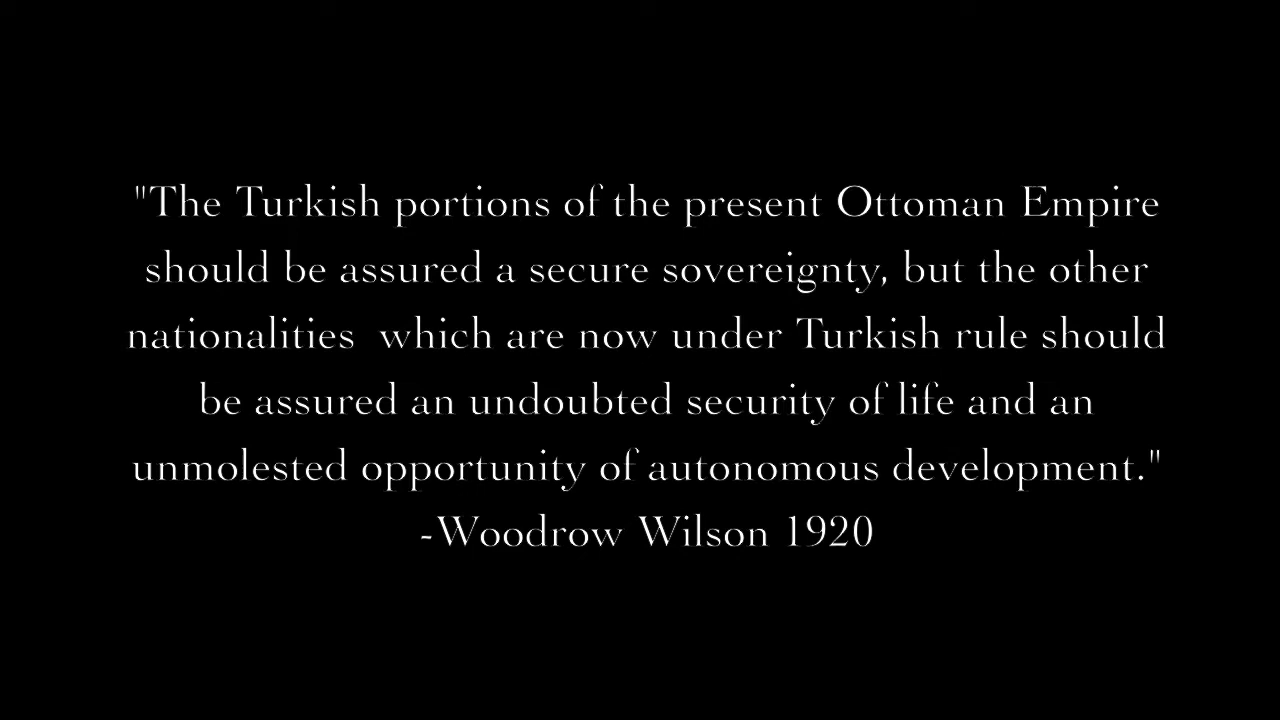 "The Turkish portions of the present Ottoman Empire
should be assured a secure sovereignty, but the other
nationalities  which are now under Turkish rule should
be assured an undoubted security of life and an
unmolested opportunity of autonomous development."
-Woodrow Wilson 1920